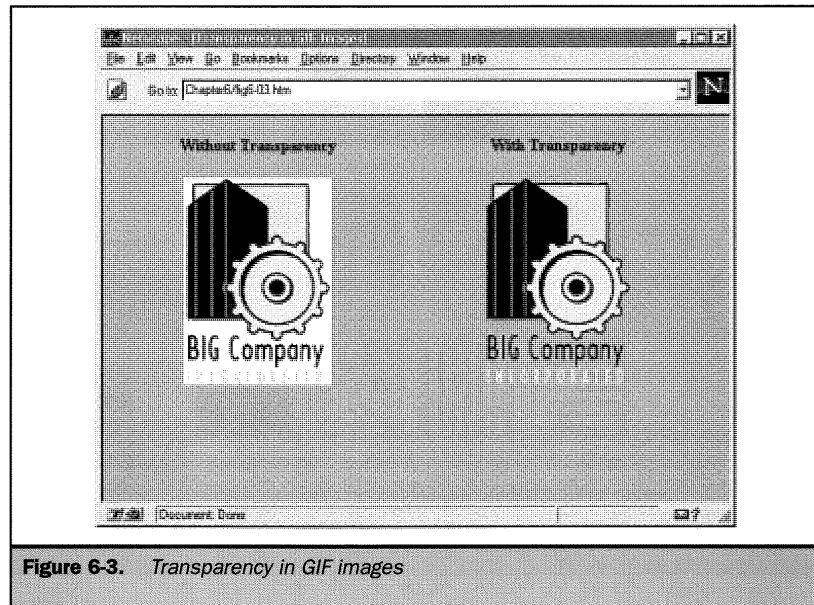 Netscape - [Transparency in GIF Images]
File Edit View Go Bookmarks Options Directory Window Help
Go to: Chapter6/fig6-03.htm
N
Without Transparency With Transparency
BIG Company BIG Company
INCORPORATED
Document: Done
Figure 6-3. Transparency in GIF images